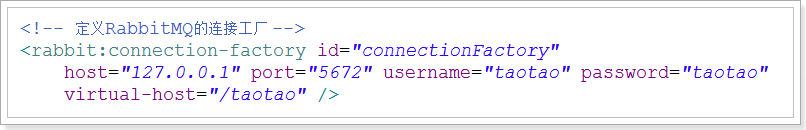 <!-- 定义RabbitMQ的连接工厂 -->
<rabbit:connection-factory id="connectionFactory"
host="127.0.0.1" port="5672" username="taotao" password="taotao"
virtual-host="/taotao" />